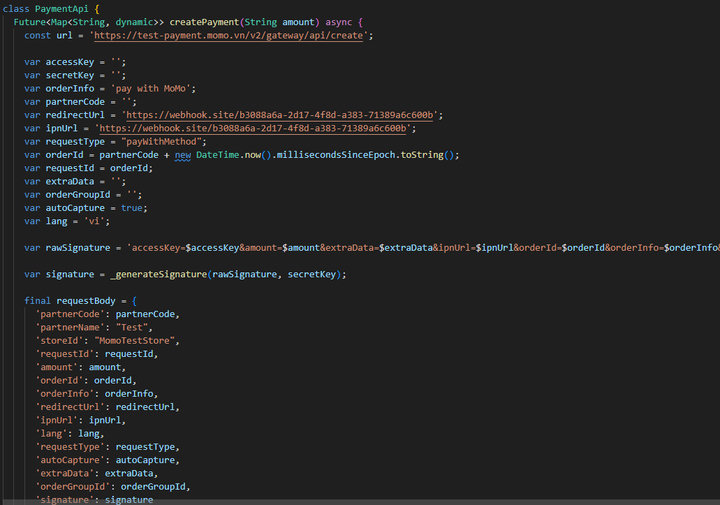 class PaymentApi {
Future<Map<String, dynamic>> createPayment(String amount) async {
const url = 'https://test-payment.momo.vn/v2/gateway/api/create';
var accessKey = '';
var secretKey = '';
var orderInfo = 'pay with MoMo';
var partnerCode = '';
var redirectUrl = 'https://webhook.site/b3088a6a-2d17-4f8d-a383-71389a6c600b';
var ipnUrl = 'https://webhook.site/b3088a6a-2d17-4f8d-a383-71389a6c600b';
var requestType = "payWithMethod";
var orderId = partnerCode + new DateTime.now().millisecondsSinceEpoch.toString();
var requestId = orderId;
var extraData = '';
var orderGroupId = '';
var autoCapture = true;
var lang = 'vi';
var rawSignature = 'accessKey=$accessKey&amount=$amount&extraData=$extraData&ipnUrl=$ipnUrl&orderId=$orderId&orderInfo=$orderInfo&
var signature = _generateSignature(rawSignature, secretKey);
final requestBody = {
'partnerCode': partnerCode,
'partnerName': "Test",
'storeId': "MomoTestStore",
'requestId': requestId,
'amount': amount,
'orderId': orderId,
'orderInfo': orderInfo,
'redirectUrl': redirectUrl,
'ipnUrl': ipnUrl,
'lang': lang,
'requestType': requestType,
'autoCapture': autoCapture,
'extraData': extraData,
'orderGroupId': orderGroupId,
'signature': signature